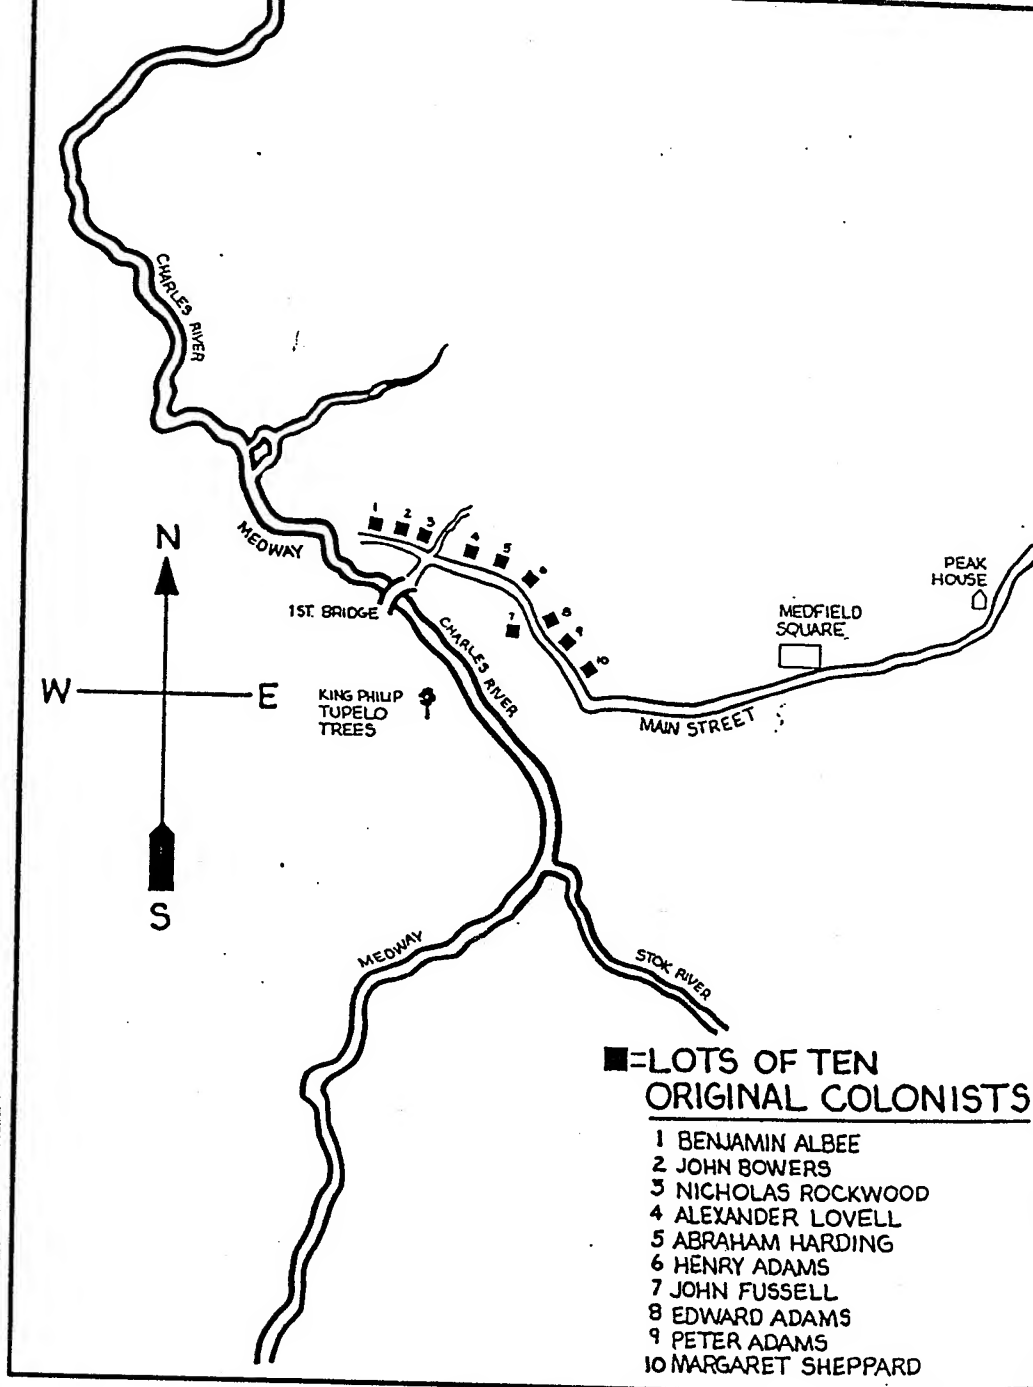 CHARLES RIVER
MEDWAY
1
2
3
4
5
6
7
8
9
10
1ST. BRIDGE
CHARLES RIVER
N
W
E
S
KING PHILIP
TUPELO
TREES
MAIN STREET
MEDFIELD
SQUARE
PEAK
HOUSE
MEDWAY
STOK RIVER
=LOTS OF TEN
ORIGINAL COLONISTS
1 BENJAMIN ALBEE
2 JOHN BOWERS
3 NICHOLAS ROCKWOOD
4 ALEXANDER LOVELL
5 ABRAHAM HARDING
6 HENRY ADAMS
7 JOHN FUSSELL
8 EDWARD ADAMS
9 PETER ADAMS
10 MARGARET SHEPPARD